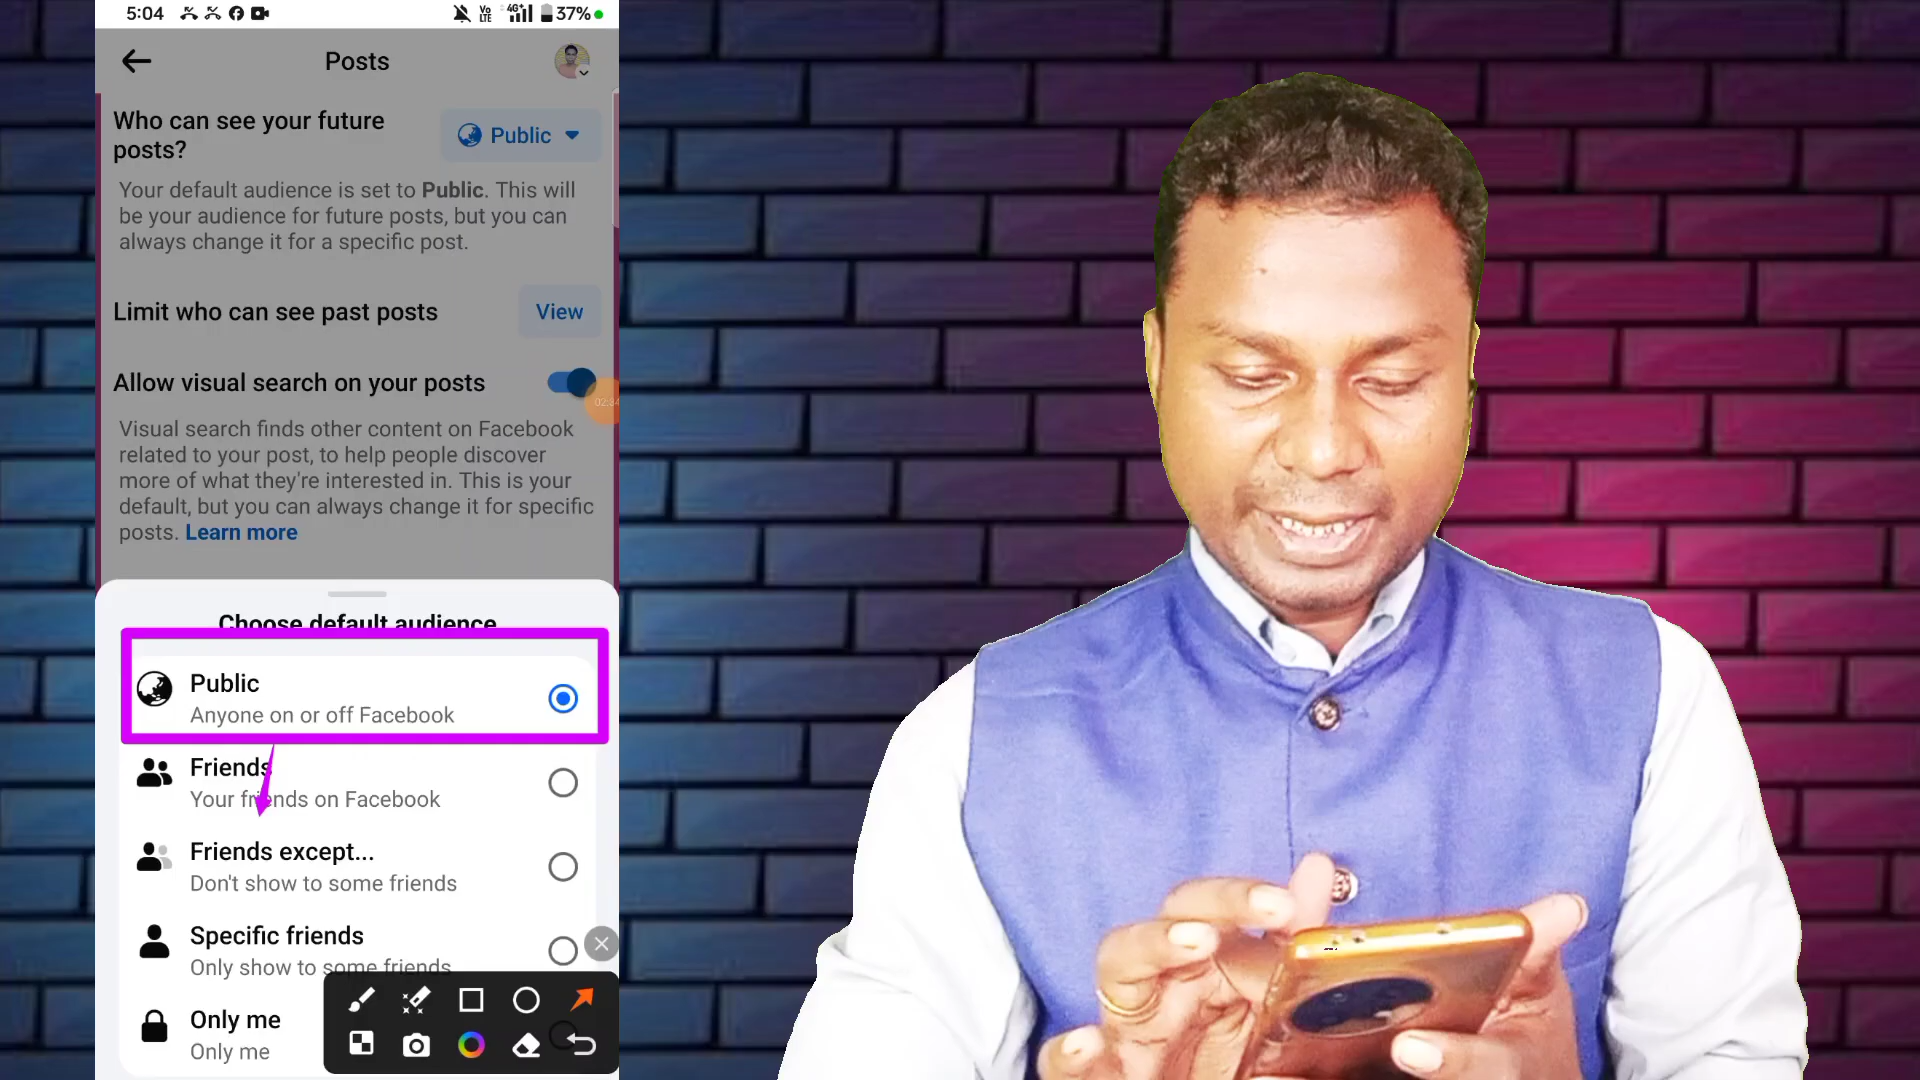 5:04
Vo LTE 4G+ 37%
Posts
Who can see your future
posts?
Public
Your default audience is set to Public. This will
be your audience for future posts, but you can
always change it for a specific post.
Limit who can see past posts
View
Allow visual search on your posts
02:34
Visual search finds other content on Facebook
related to your post, to help people discover
more of what they're interested in. This is your
default, but you can always change it for specific
posts. Learn more
Choose default audience
Public
Anyone on or off Facebook
Friends
Your friends on Facebook
Friends except...
Don't show to some friends
Specific friends
Only show to some friends
Only me
Only me